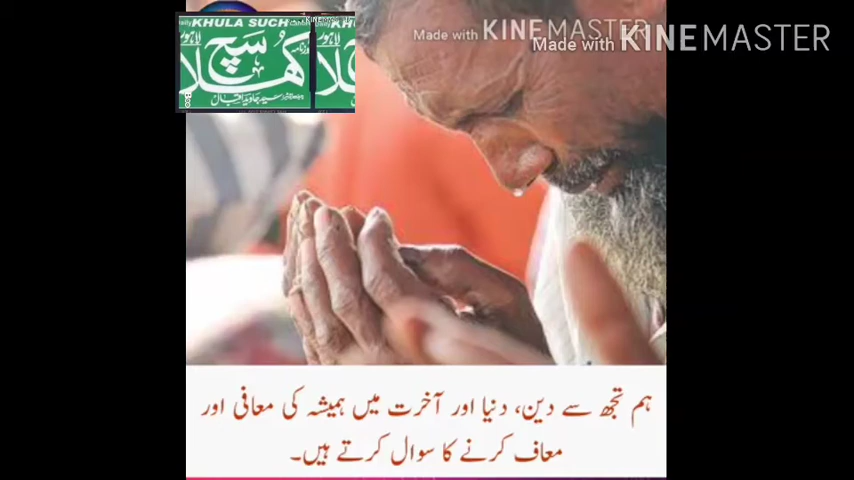 KHULA SUCH
لاہور
کھلا سچ
Made with KINEMASTER
Made with KINEMASTER
ہم تجھ سے دین، دنیا اور آخرت میں ہمیشہ کی معافی اور
معاف کرنے کا سوال کرتے ہیں۔